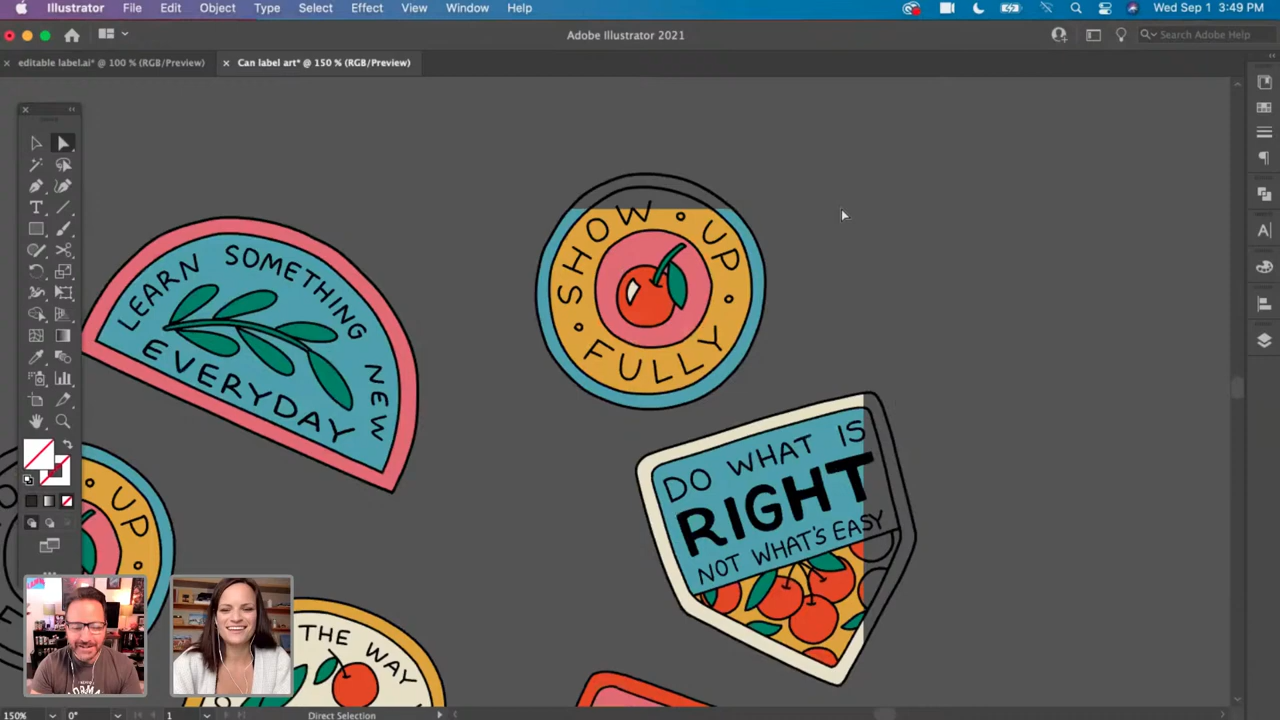 Illustrator File Edit Object Type Select Effect View Window Help
Wed Sep 1 3:49 PM
Adobe Illustrator 2021
Search Adobe Help
editable label.ai* @ 100 % (RGB/Preview)
Can label art* @ 150 % (RGB/Preview)
SHOW UP
FULLY
LEARN SOMETHING NEW
EVERYDAY
DO WHAT IS
RIGHT
NOT WHAT'S EASY
UP
THE WAY
150%
0°
1
Direct Selection